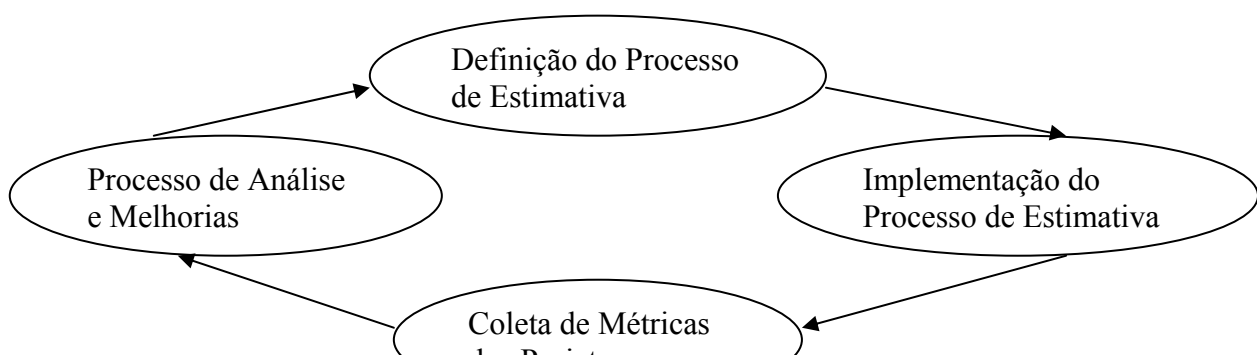 Definição do Processo
de Estimativa
Processo de Análise
e Melhorias
Implementação do
Processo de Estimativa
Coleta de Métricas